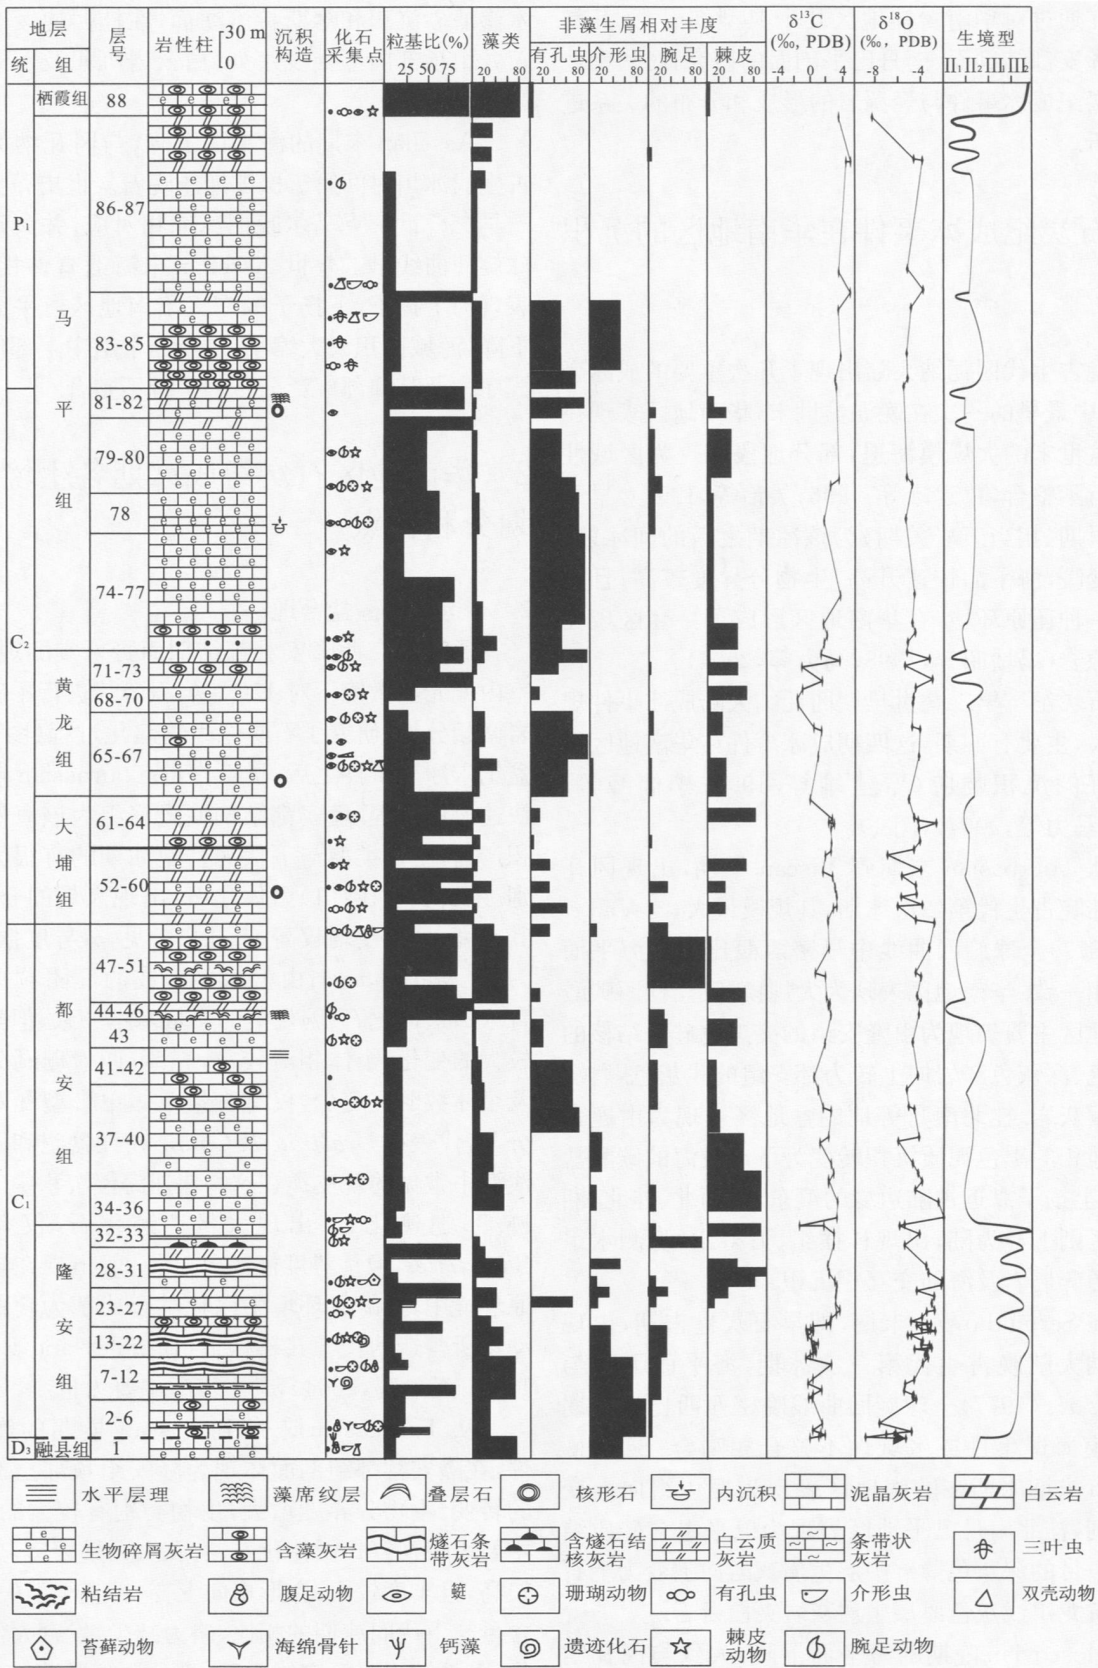 地层 层号 岩性柱 30 m 0 沉积构造 化石采集点 粒基比(%) 藻类 非藻生屑相对丰度 δ¹³C (‰, PDB) δ¹⁸O (‰, PDB) 生境型
统 组 25 50 75 20 80 有孔虫 介形虫 腕足 棘皮 Ⅱ₁ Ⅱ₂ Ⅲ₁ Ⅲ₂
20 80 20 80 20 80 20 80 -4 0 4 -8 -4
栖霞组 88
86-87
P₁
马
83-85
平 81-82
79-80
组 78
74-77
C₂
71-73
黄 68-70
龙
组 65-67
大 61-64
埔 52-60
组
47-51
都 44-46
43
安 41-42
37-40
组
C₁ 34-36
32-33
隆 28-31
23-27
安 13-22
组 7-12
2-6
D₃ 融县组 1
水平层理 藻席纹层 叠层石 核形石 内沉积 泥晶灰岩 白云岩
生物碎屑灰岩 含藻灰岩 燧石条带灰岩 含燧石结核灰岩 白云质灰岩 条带状灰岩 三叶虫
粘结岩 腹足动物 䗴 珊瑚动物 有孔虫 介形虫 双壳动物
苔藓动物 海绵骨针 钙藻 遗迹化石 棘皮动物 腕足动物